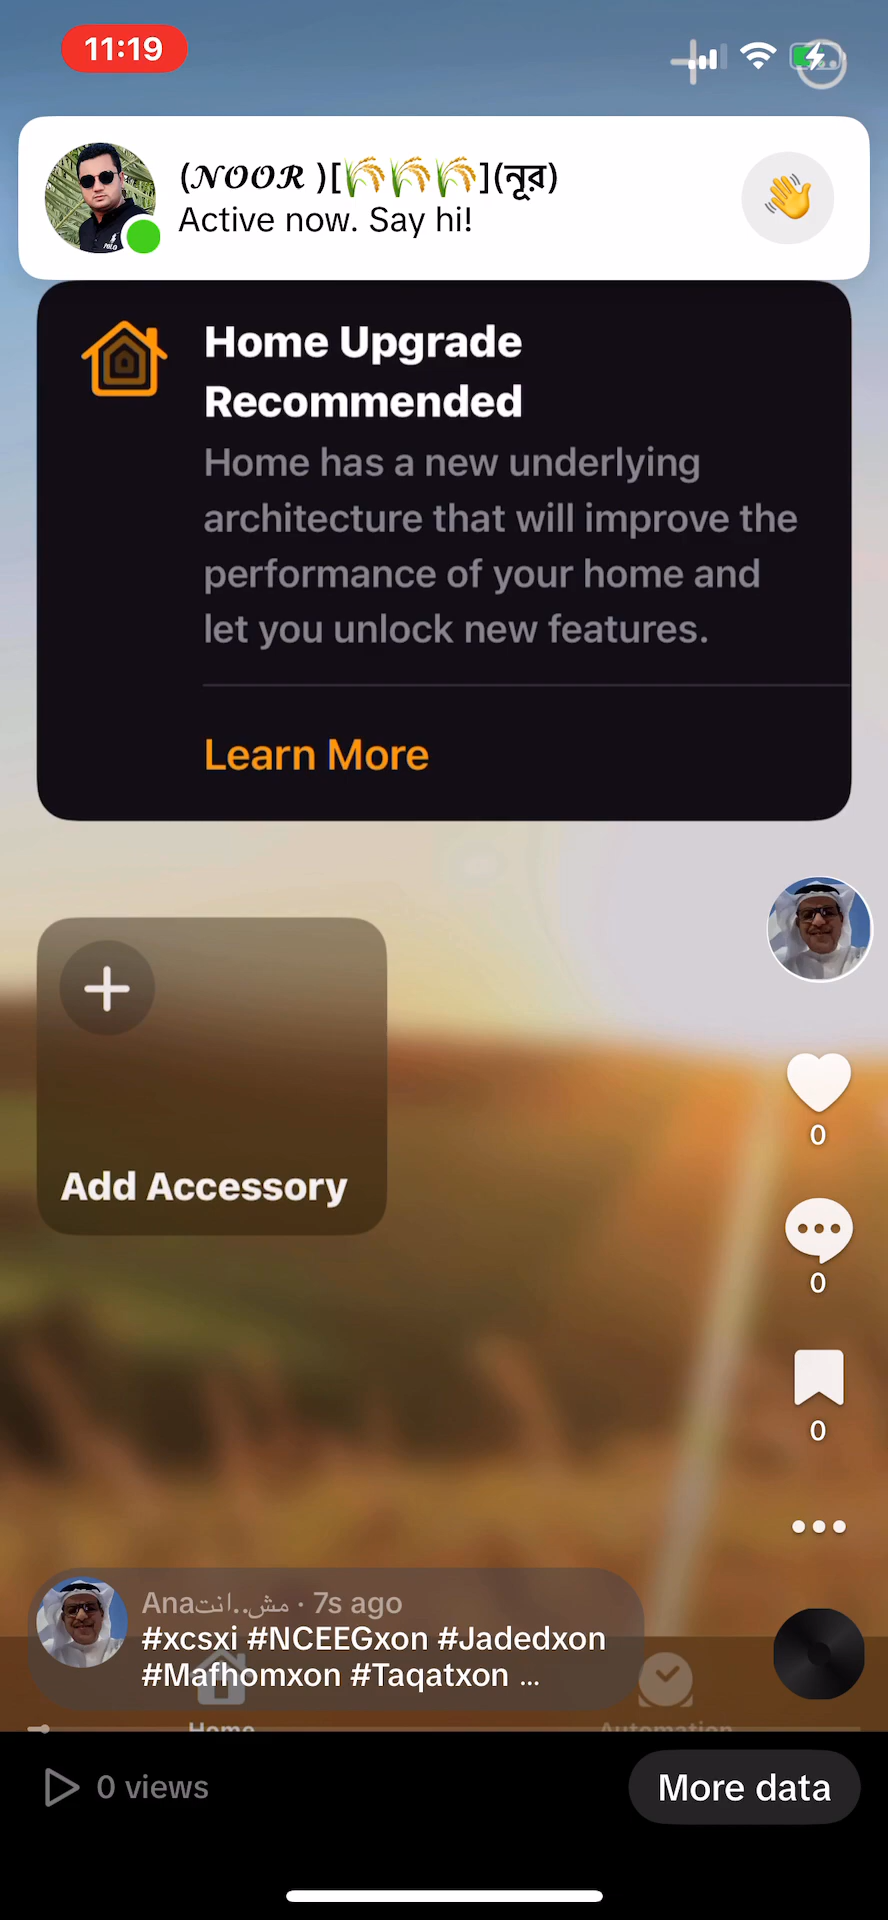 11:19
(𝓝𝓞𝓞𝓡 )[🌾🌾🌾](নূর)
Active now. Say hi!
Home Upgrade
Recommended
Home has a new underlying
architecture that will improve the
performance of your home and
let you unlock new features.
Learn More
Add Accessory
0
0
0
Anaمش..انت · 7s ago
#xcsxi #NCEEGxon #Jadedxon
#Mafhomxon #Taqatxon ...
Home
Automation
0 views
More data